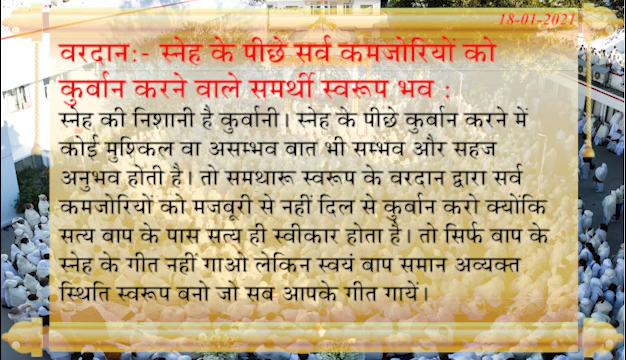 18-01-2021
वरदान:- स्नेह के पीछे सर्व कमजोरियों को
कुर्बान करने वाले समर्थी स्वरूप भव :
स्नेह की निशानी है कुर्बानी। स्नेह के पीछे कुर्बान करने में
कोई मुश्किल वा असम्भव बात भी सम्भव और सहज
अनुभव होती है। तो समथारू स्वरूप के वरदान द्वारा सर्व
कमजोरियों को मजबूरी से नहीं दिल से कुर्बान करो क्योंकि
सत्य बाप के पास सत्य ही स्वीकार होता है। तो सिर्फ बाप के
स्नेह के गीत नहीं गाओ लेकिन स्वयं बाप समान अव्यक्त
स्थिति स्वरूप बनो जो सब आपके गीत गायें।